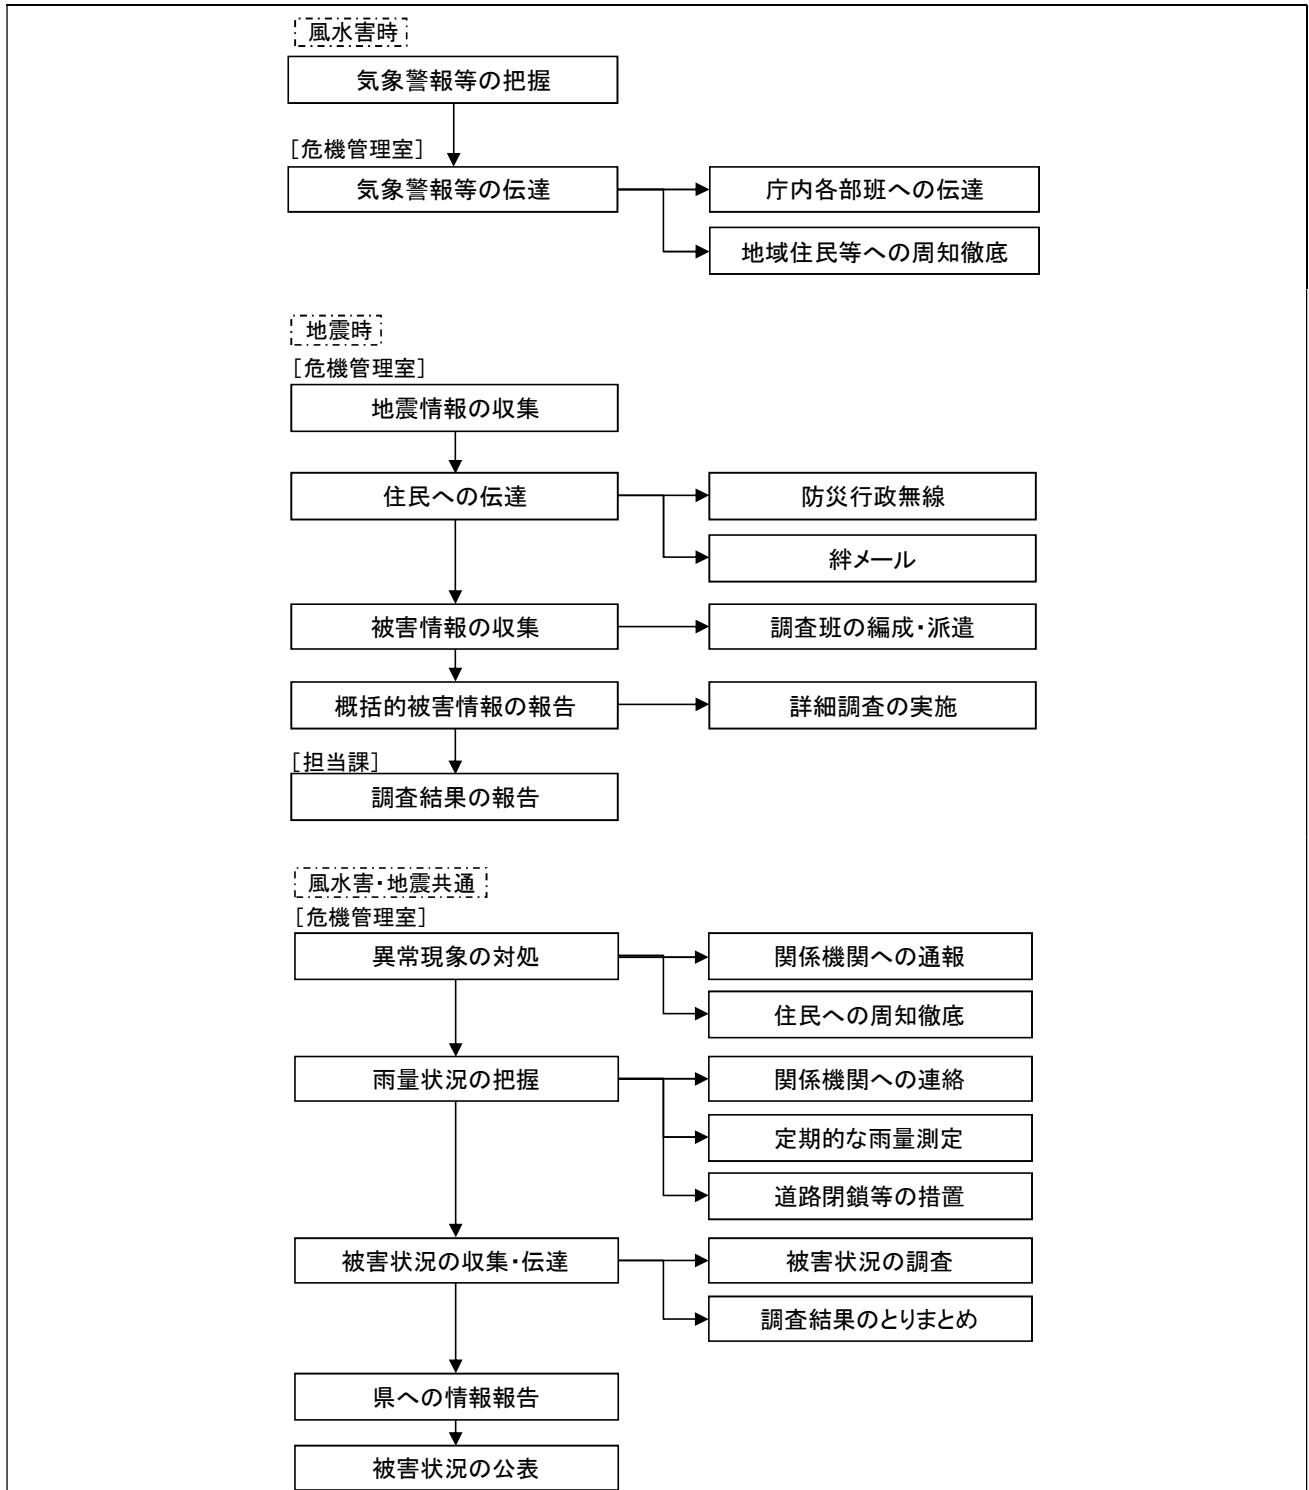 風水害時
気象警報等の把握
［危機管理室］
気象警報等の伝達
庁内各部班への伝達
地域住民等への周知徹底
地震時
［危機管理室］
地震情報の収集
住民への伝達
防災行政無線
絆メール
被害情報の収集
調査班の編成・派遣
概括的被害情報の報告
詳細調査の実施
［担当課］
調査結果の報告
風水害・地震共通
［危機管理室］
異常現象の対処
関係機関への通報
住民への周知徹底
雨量状況の把握
関係機関への連絡
定期的な雨量測定
道路閉鎖等の措置
被害状況の収集・伝達
被害状況の調査
調査結果のとりまとめ
県への情報報告
被害状況の公表